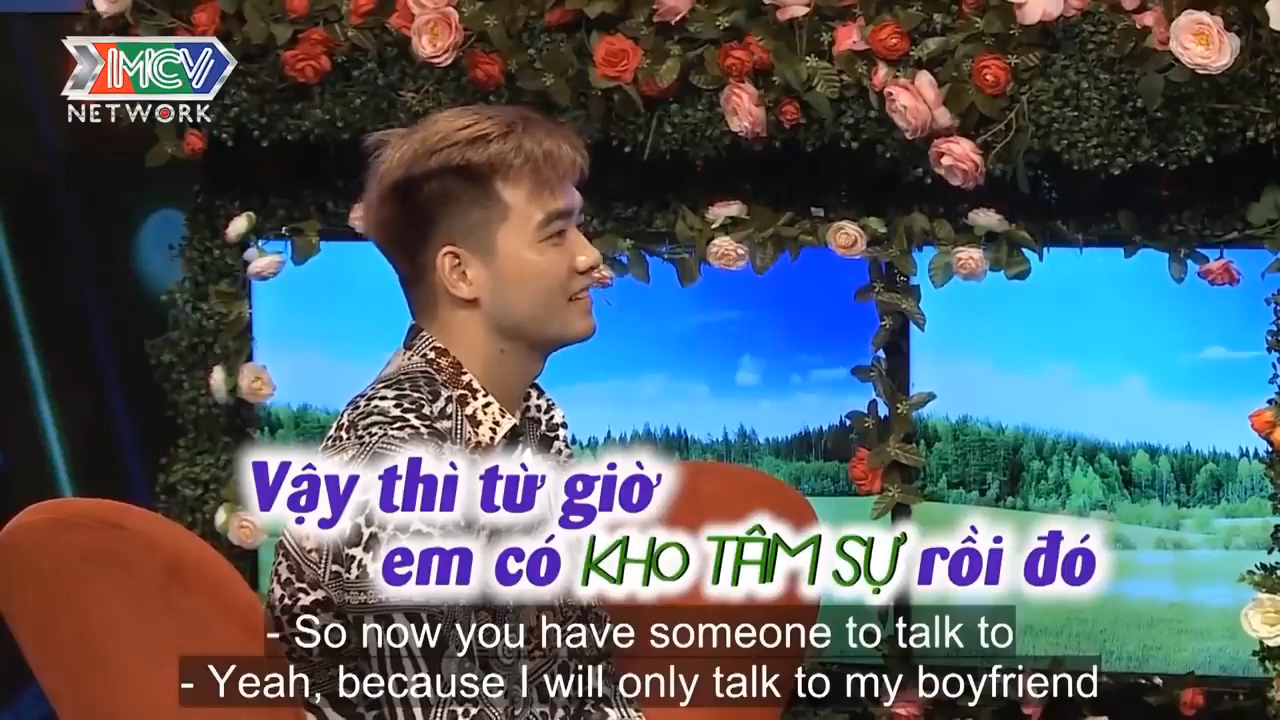 MCV
NETWORK
Vậy thì từ giờ
em có KHO TÂM SỰ rồi đó
- So now you have someone to talk to
- Yeah, because I will only talk to my boyfriend